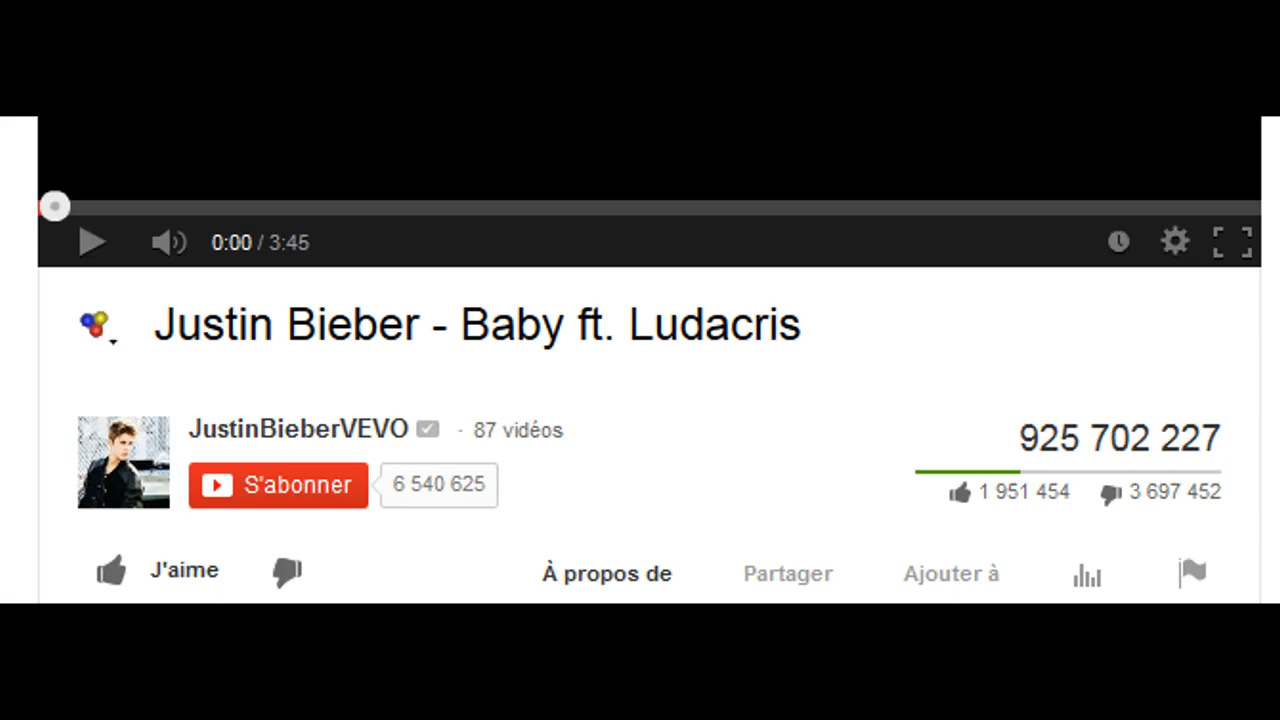 0:00 / 3:45
Justin Bieber - Baby ft. Ludacris
JustinBieberVEVO · 87 vidéos
925 702 227
S'abonner 6 540 625
1 951 454 3 697 452
J'aime À propos de Partager Ajouter à